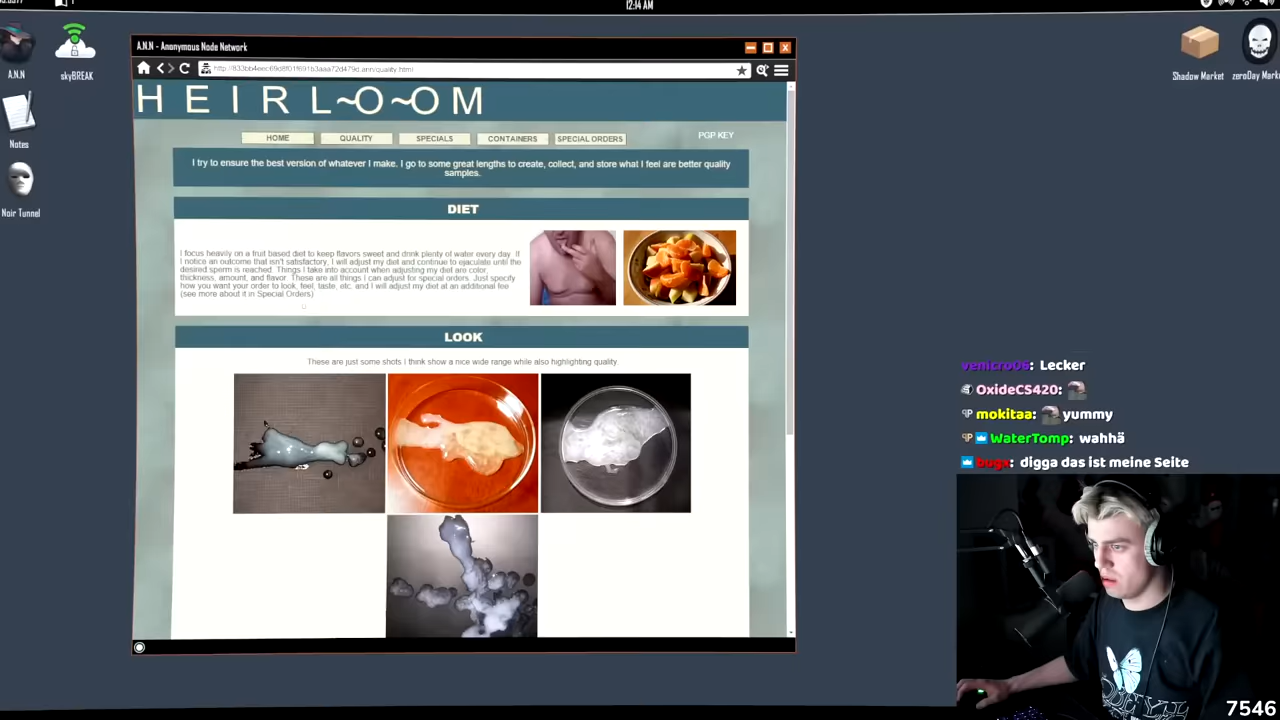 12:14 AM
A.N.N - Anonymous Node Network
A.N.N
skyBREAK
Notes
Noir Tunnel
Shadow Market
H E I R L~O~O M
HOME
QUALITY
SPECIALS
CONTAINERS
SPECIAL ORDERS
PGP KEY
I try to ensure the best version of whatever I make. I go to some great lengths to create, collect, and store what I feel are better quality
samples.
DIET
I focus heavily on a fruit based diet to keep flavors sweet and drink plenty of water every day. If
I notice an outcome that isn't satisfactory, I will adjust my diet and continue to ejaculate until the
desired sperm is reached. Things I take into account when adjusting my diet are color,
thickness, amount, and flavor. These are all things I can adjust for special orders. Just specify
how you want your order to look, feel, taste, etc. and I will adjust my diet at an additional fee
(see more about it in Special Orders)
LOOK
These are just some shots I think show a nice wide range while also highlighting quality.
venicro06: Lecker
OxideCS420:
mokitaa: yummy
WaterTomp: wahhä
bugx: digga das ist meine Seite
7546